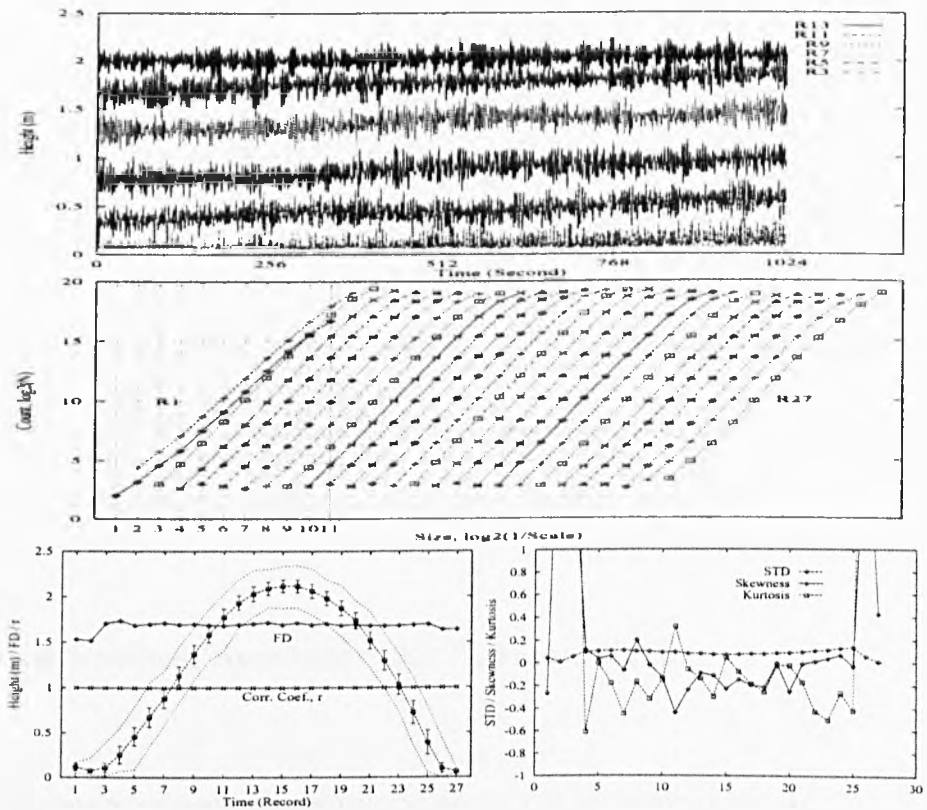 2.5
2
1.5
1
0.5
0
Height (m)
R13
R11
R9
R7
R5
R3
0 256 512 768 1024
Time (Second)
20
15
10
5
0
Count, log2(N)
R1
R27
1 2 3 4 5 6 7 8 9 10 11
Size, log2(1/Scale)
2.5
2
1.5
1
0.5
0
Height (m) / FD / r
FD
Corr. Coef., r
1 3 5 7 9 11 13 15 17 19 21 23 25 27
Time (Record)
1
0.8
0.6
0.4
0.2
0
-0.2
-0.4
-0.6
-0.8
-1
STD / Skewness / Kurtosis
STD
Skewness
Kurtosis
0 5 10 15 20 25 30